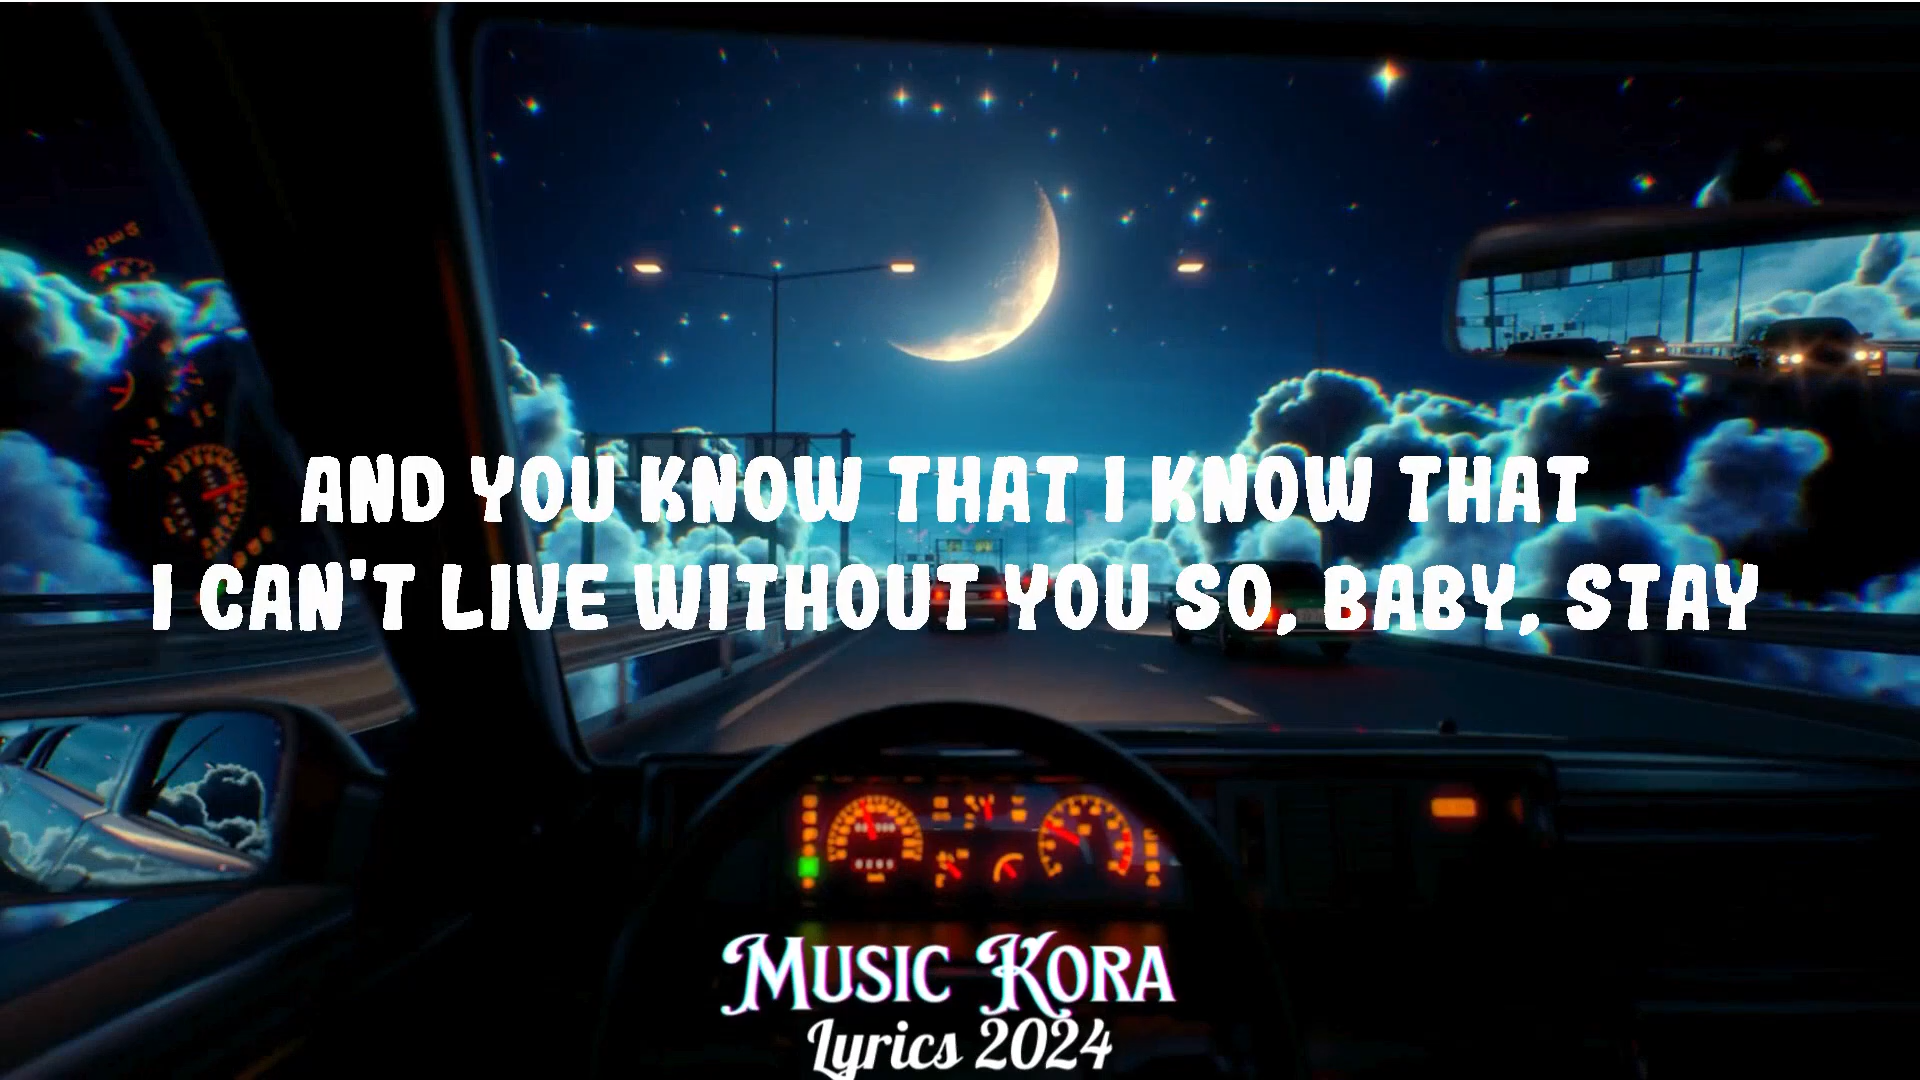 AND YOU KNOW THAT I KNOW THAT
I CAN'T LIVE WITHOUT YOU SO, BABY, STAY
MUSIC KORA
Lyrics 2024